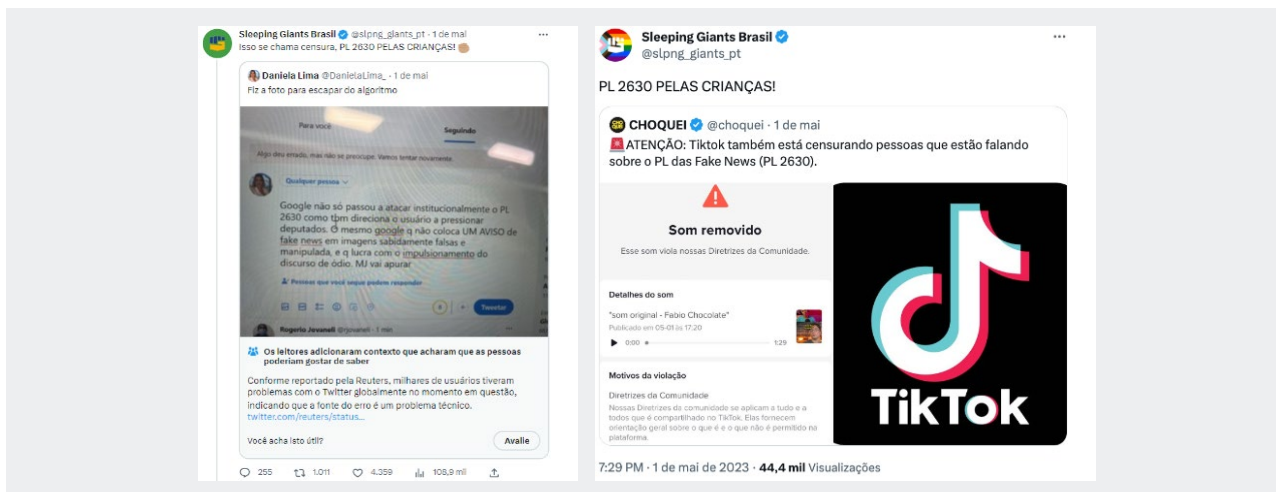 Sleeping Giants Brasil @slpng_giants_pt · 1 de mai
Isso se chama censura, PL 2630 PELAS CRIANÇAS!
Daniela Lima @DanielaLima_ · 1 de mai
Fiz a foto para escapar do algoritmo
Para você
Seguindo
Algo deu errado, mas não se preocupe. Vamos tentar novamente
Qualquer pessoa
Google não só passou a atacar institucionalmente o PL
2630 como tbm direciona o usuário a pressionar
deputados. O mesmo google q não coloca UM AVISO de
fake news em imagens sabidamente falsas e
manipulada, e q lucra com o impulsionamento do
discurso de ódio. MJ vai apurar
Pessoas que você segue podem responder
Tweetar
Rogerio Jovaneli @rjovaneli · 1 min
Os leitores adicionaram contexto que acharam que as pessoas
poderiam gostar de saber
Conforme reportado pela Reuters, milhares de usuários tiveram
problemas com o Twitter globalmente no momento em questão,
indicando que a fonte do erro é um problema técnico.
twitter.com/reuters/status...
Você acha isto útil?
Avalie
255 1.011 4.359 108,9 mil
Sleeping Giants Brasil
@slpng_giants_pt
PL 2630 PELAS CRIANÇAS!
CHOQUEI @choquei · 1 de mai
ATENÇÃO: Tiktok também está censurando pessoas que estão falando
sobre o PL das Fake News (PL 2630).
Som removido
Esse som viola nossas Diretrizes da Comunidade.
Detalhes do som
"som original - Fabio Chocolate"
Publicado em 05-01 às 17:20
0:00 1:29
Motivos da violação
Diretrizes da Comunidade
Nossas Diretrizes da comunidade se aplicam a tudo e a
todos que é compartilhado no TikTok. Elas fornecem
orientação geral sobre o que é e o que não é permitido na
plataforma.
TikTok
7:29 PM · 1 de mai de 2023 · 44,4 mil Visualizações